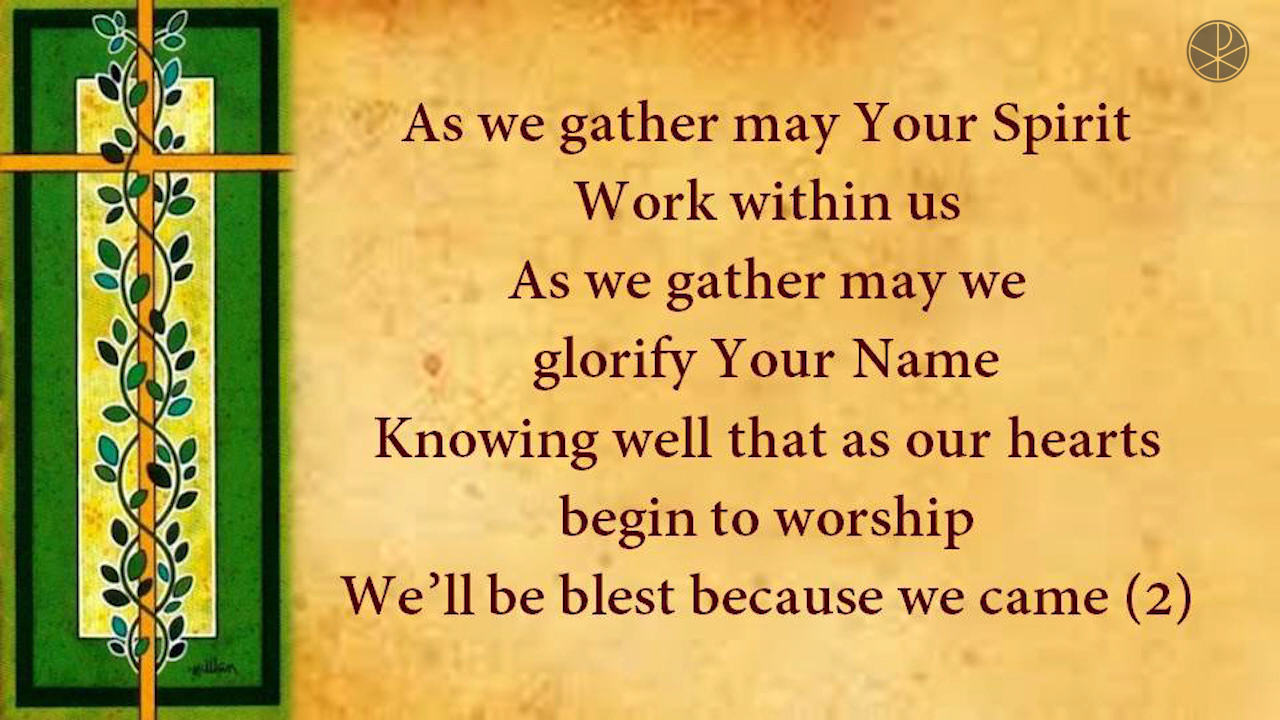 As we gather may Your Spirit
Work within us
As we gather may we
glorify Your Name
Knowing well that as our hearts
begin to worship
We’ll be blest because we came (2)